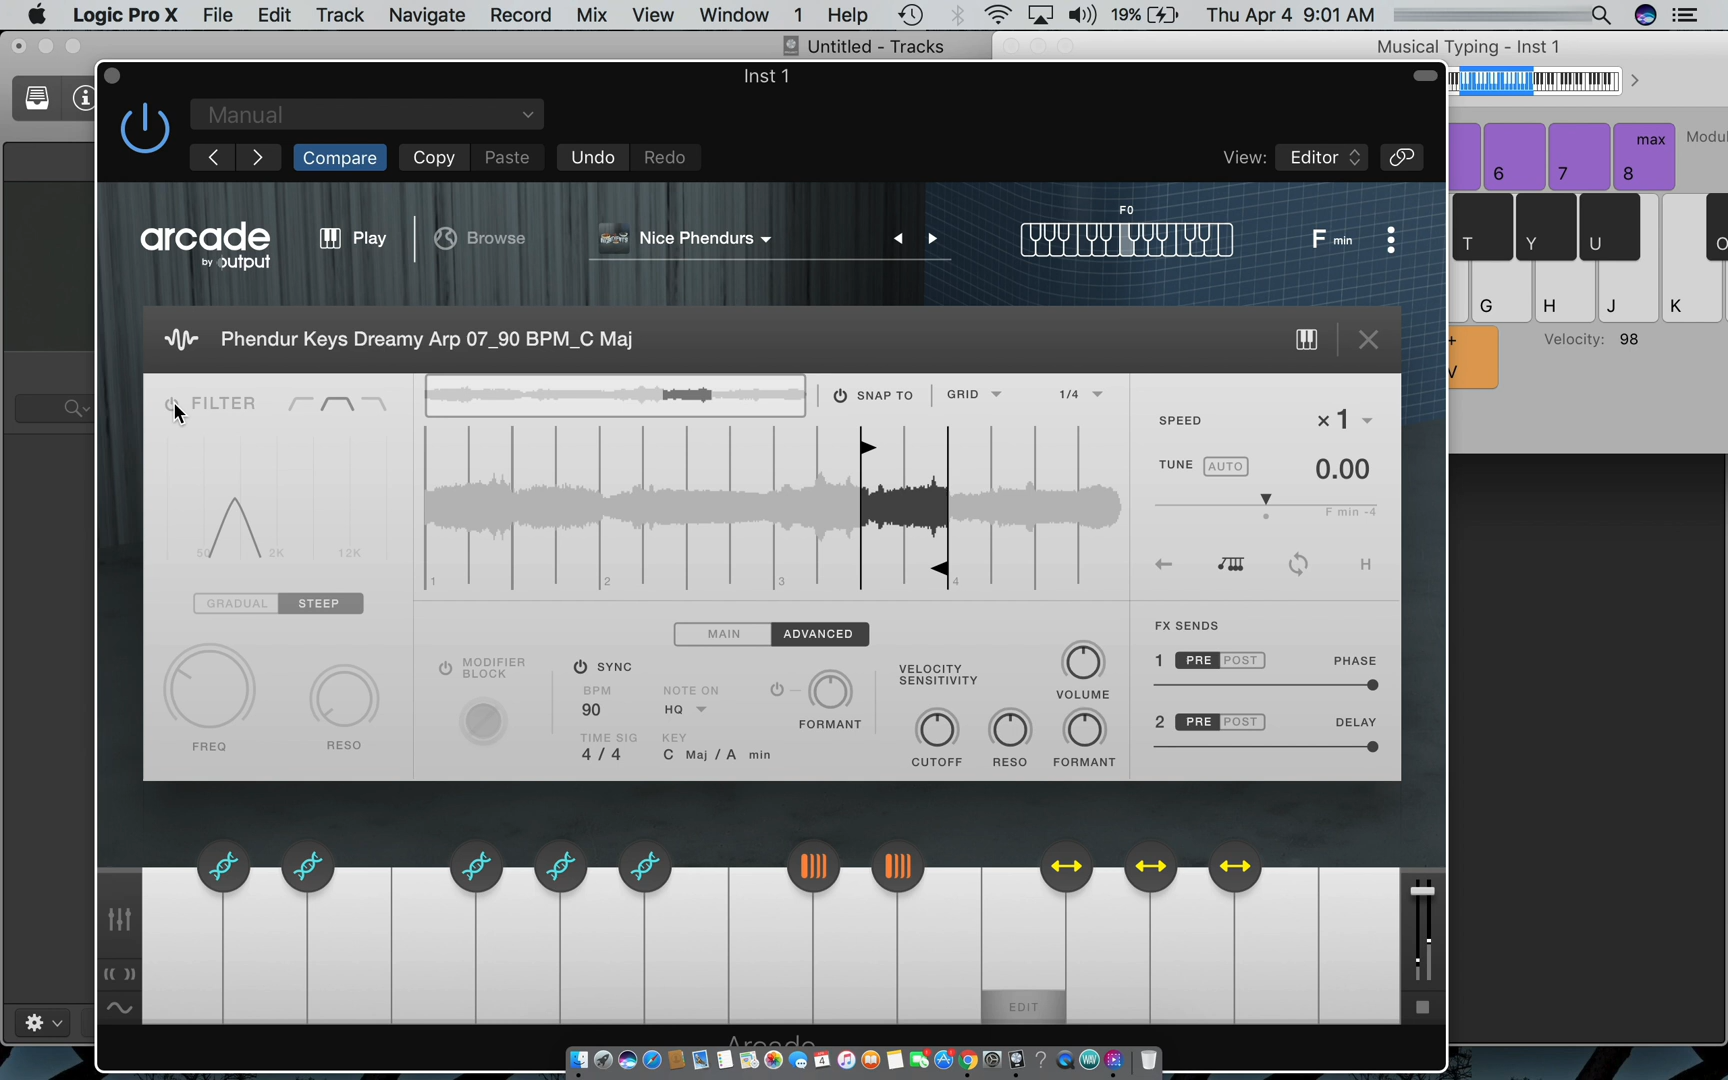 Logic Pro X File Edit Track Navigate Record Mix View Window 1 Help 19% Thu Apr 4 9:01 AM
Untitled - Tracks
Musical Typing - Inst 1
Inst 1
Manual
Compare Copy Paste Undo Redo
View: Editor
max
6 7 8
T Y U O
G H J K
Velocity: 98
V
arcade
by output
Play
Browse
Nice Phendurs
F0
F min
Phendur Keys Dreamy Arp 07_90 BPM_C Maj
FILTER
2K 12K
GRADUAL STEEP
FREQ RESO
SNAP TO GRID 1/4
1 2 3 4
SPEED ×1
TUNE AUTO 0.00
F min -4
H
MAIN ADVANCED
MODIFIER
BLOCK
SYNC
BPM
90
TIME SIG
4 / 4
NOTE ON
HQ
KEY
C Maj / A min
FORMANT
VELOCITY
SENSITIVITY
VOLUME
CUTOFF RESO FORMANT
FX SENDS
1 PRE POST PHASE
2 PRE POST DELAY
EDIT
Arcade